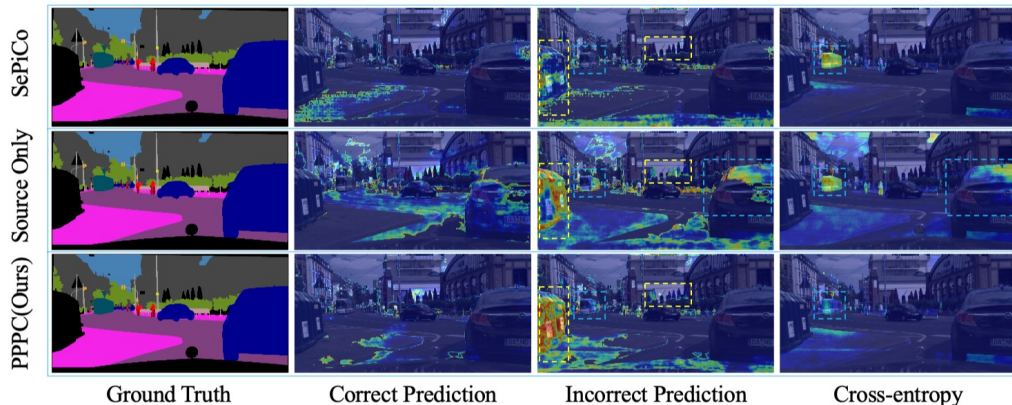 SePiCo
Source Only
PPPC(Ours)
Ground Truth
Correct Prediction
Incorrect Prediction
Cross-entropy